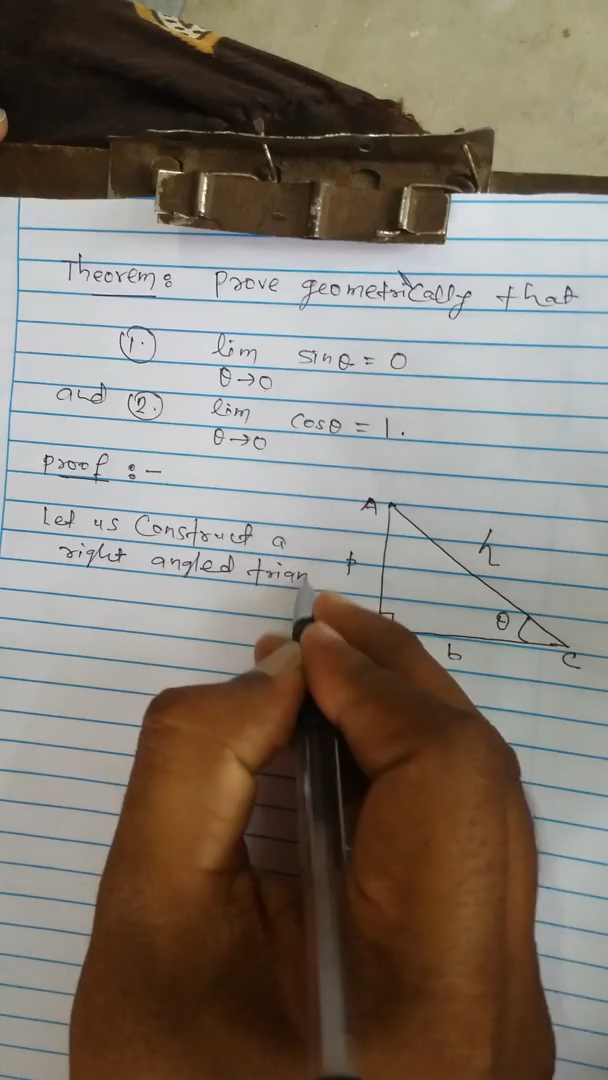 Theorem: Prove geometrically that
(1.) lim sinθ = 0
θ→0
and (2.) lim cosθ = 1.
θ→0
Proof :-
Let us construct a
right angled trian
A
h
p
θ
b
C